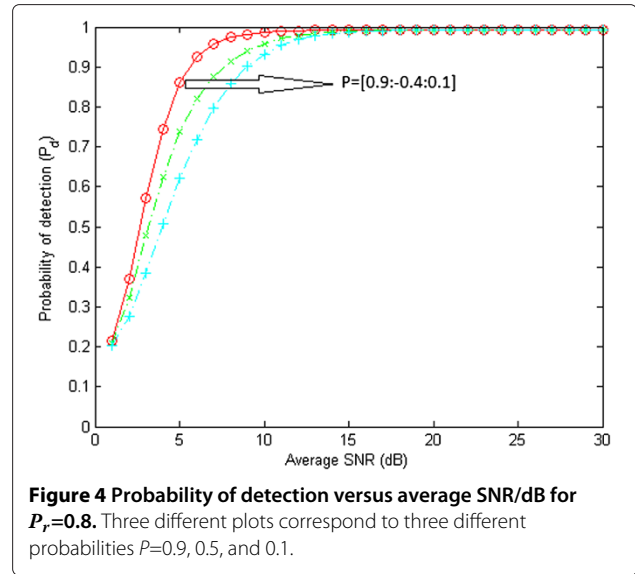 1
0.9
0.8
0.7
0.6
0.5
0.4
0.3
0.2
0.1
0
Probability of detection (P_d)
P=[0.9:-0.4:0.1]
0 5 10 15 20 25 30
Average SNR (dB)
Figure 4 Probability of detection versus average SNR/dB for
P_r=0.8. Three different plots correspond to three different
probabilities P=0.9, 0.5, and 0.1.